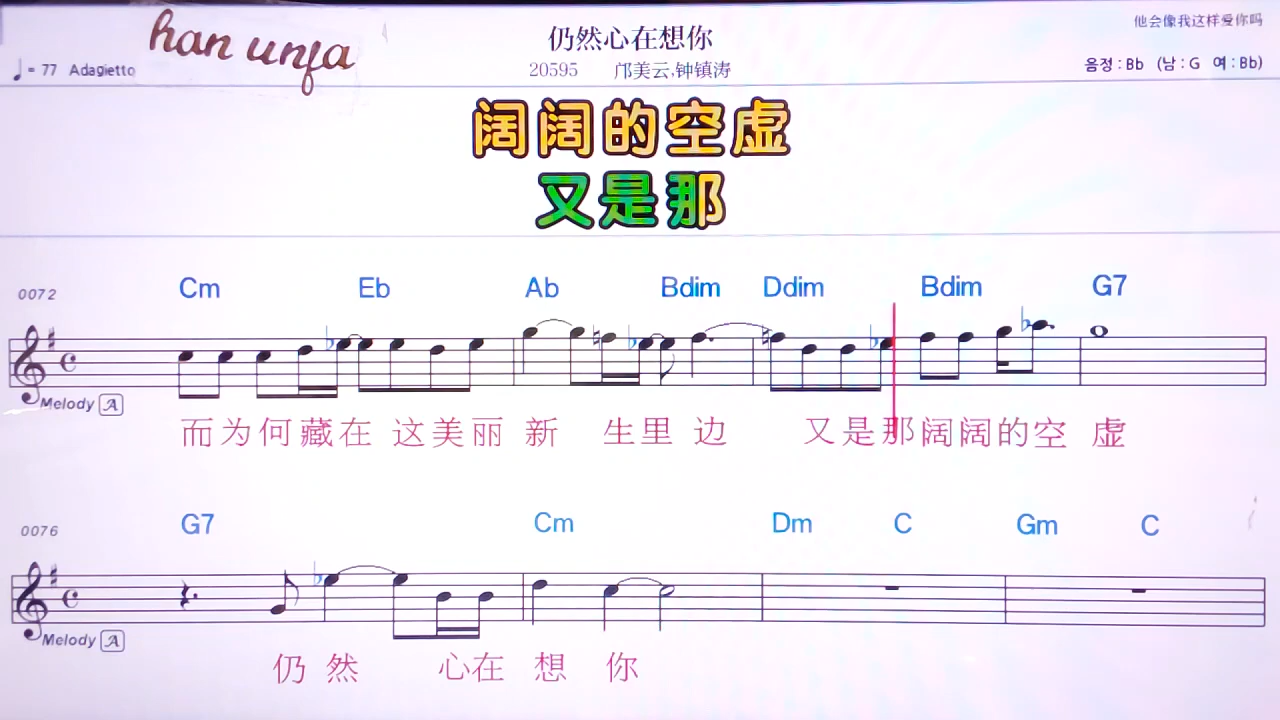 han unfa
仍然心在想你
他会像我这样爱你吗
♩= 77 Adagietto
20595 邝美云,钟镇涛
음정 : Bb (남 : G 여 : Bb)
阔阔的空虚
又是那
0072 Cm Eb Ab Bdim Ddim Bdim G7
Melody A
而为何藏在 这美丽 新 生里 边 又是那阔阔的空 虚
0076 G7 Cm Dm C Gm C
Melody A
仍 然 心在 想 你